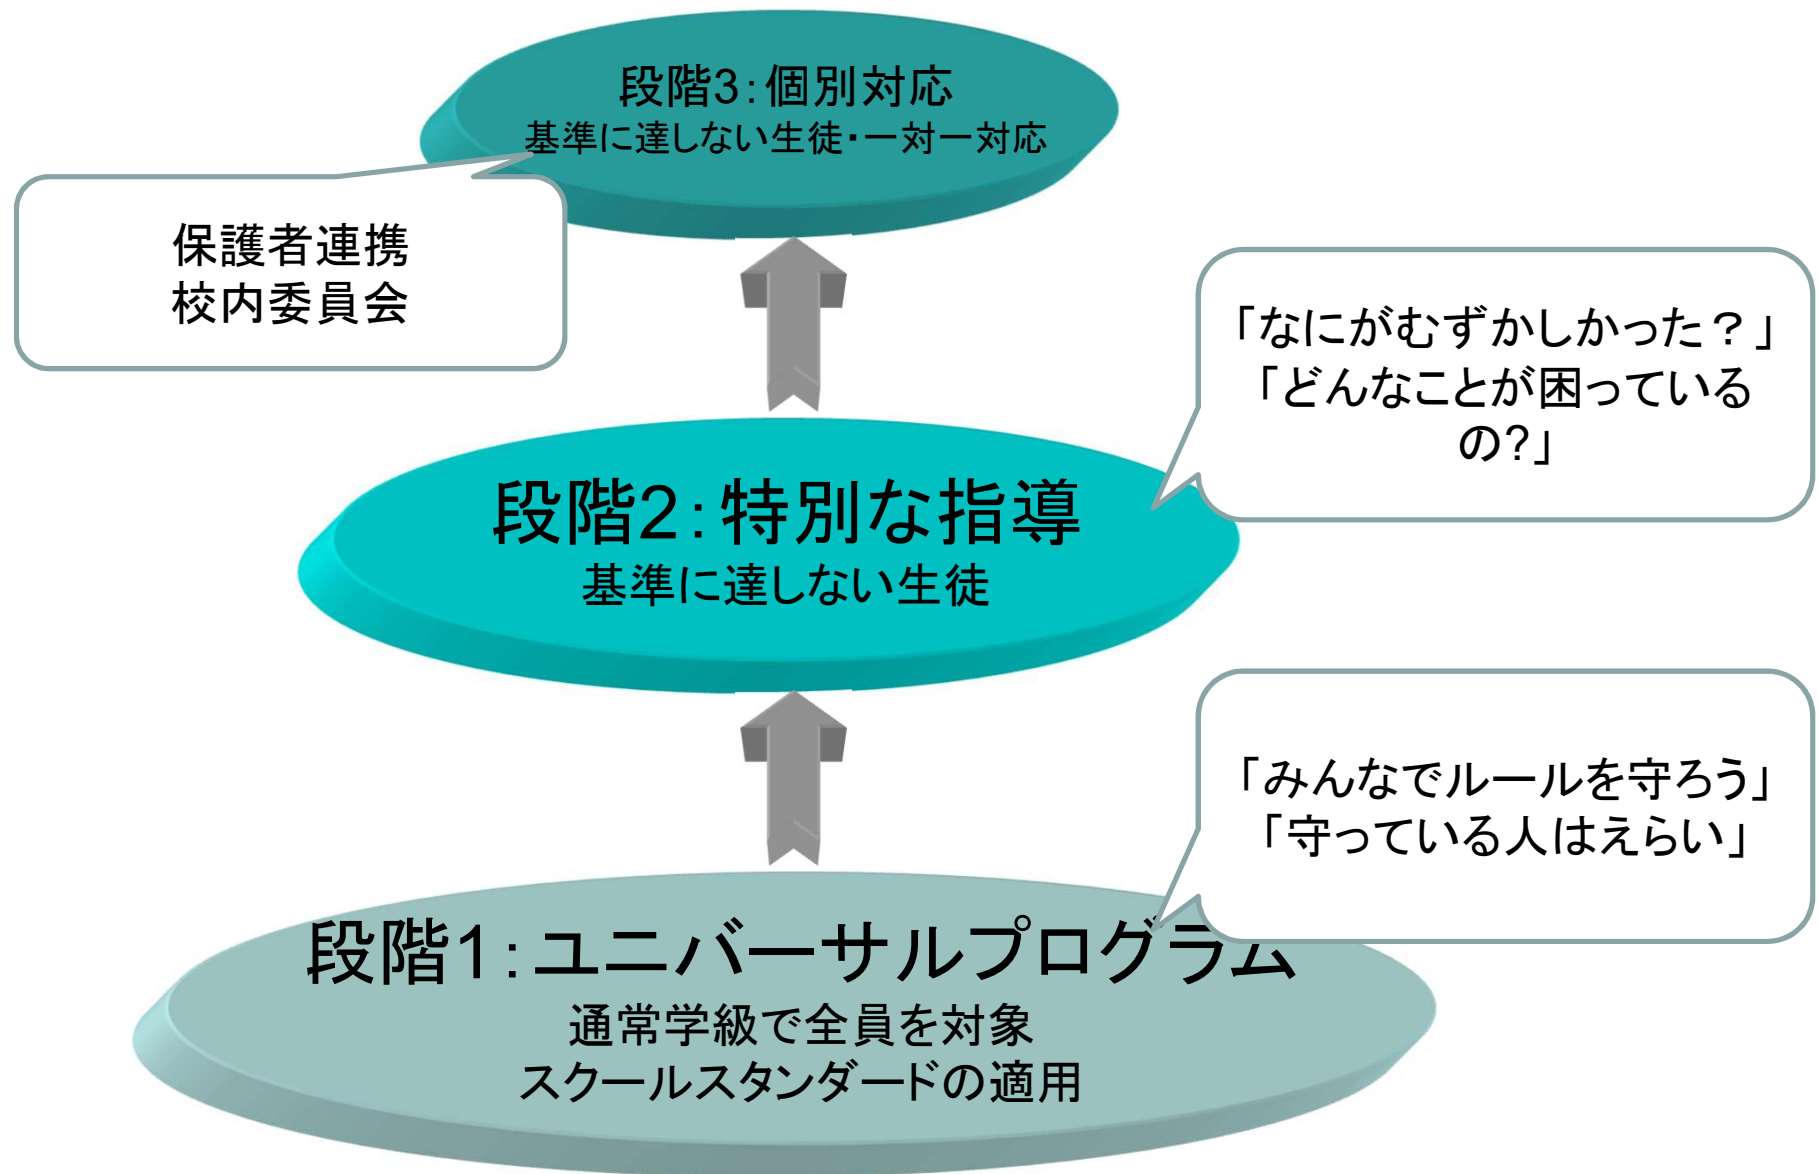 段階3:個別対応
基準に達しない生徒・一対一対応
保護者連携
校内委員会
「なにがむずかしかった?」
「どんなことが困っている
の?」
段階2:特別な指導
基準に達しない生徒
「みんなでルールを守ろう」
「守っている人はえらい」
段階1:ユニバーサルプログラム
通常学級で全員を対象
スクールスタンダードの適用